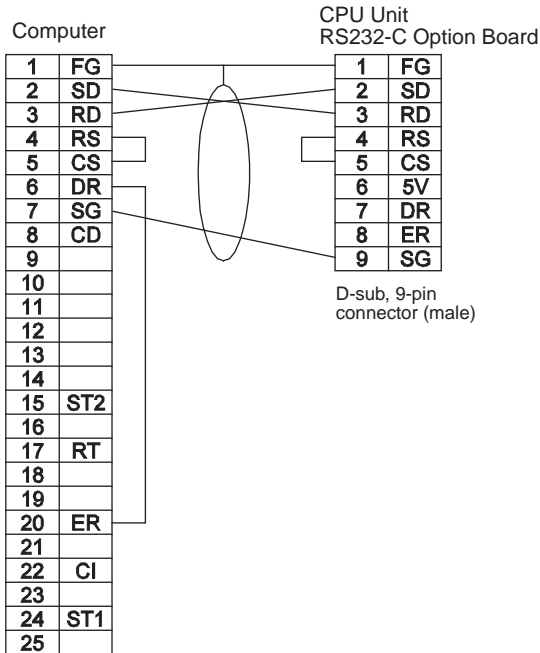 Computer
1 FG
2 SD
3 RD
4 RS
5 CS
6 DR
7 SG
8 CD
9
10
11
12
13
14
15 ST2
16
17 RT
18
19
20 ER
21
22 CI
23
24 ST1
25
CPU Unit
RS232-C Option Board
1 FG
2 SD
3 RD
4 RS
5 CS
6 5V
7 DR
8 ER
9 SG
D-sub, 9-pin
connector (male)